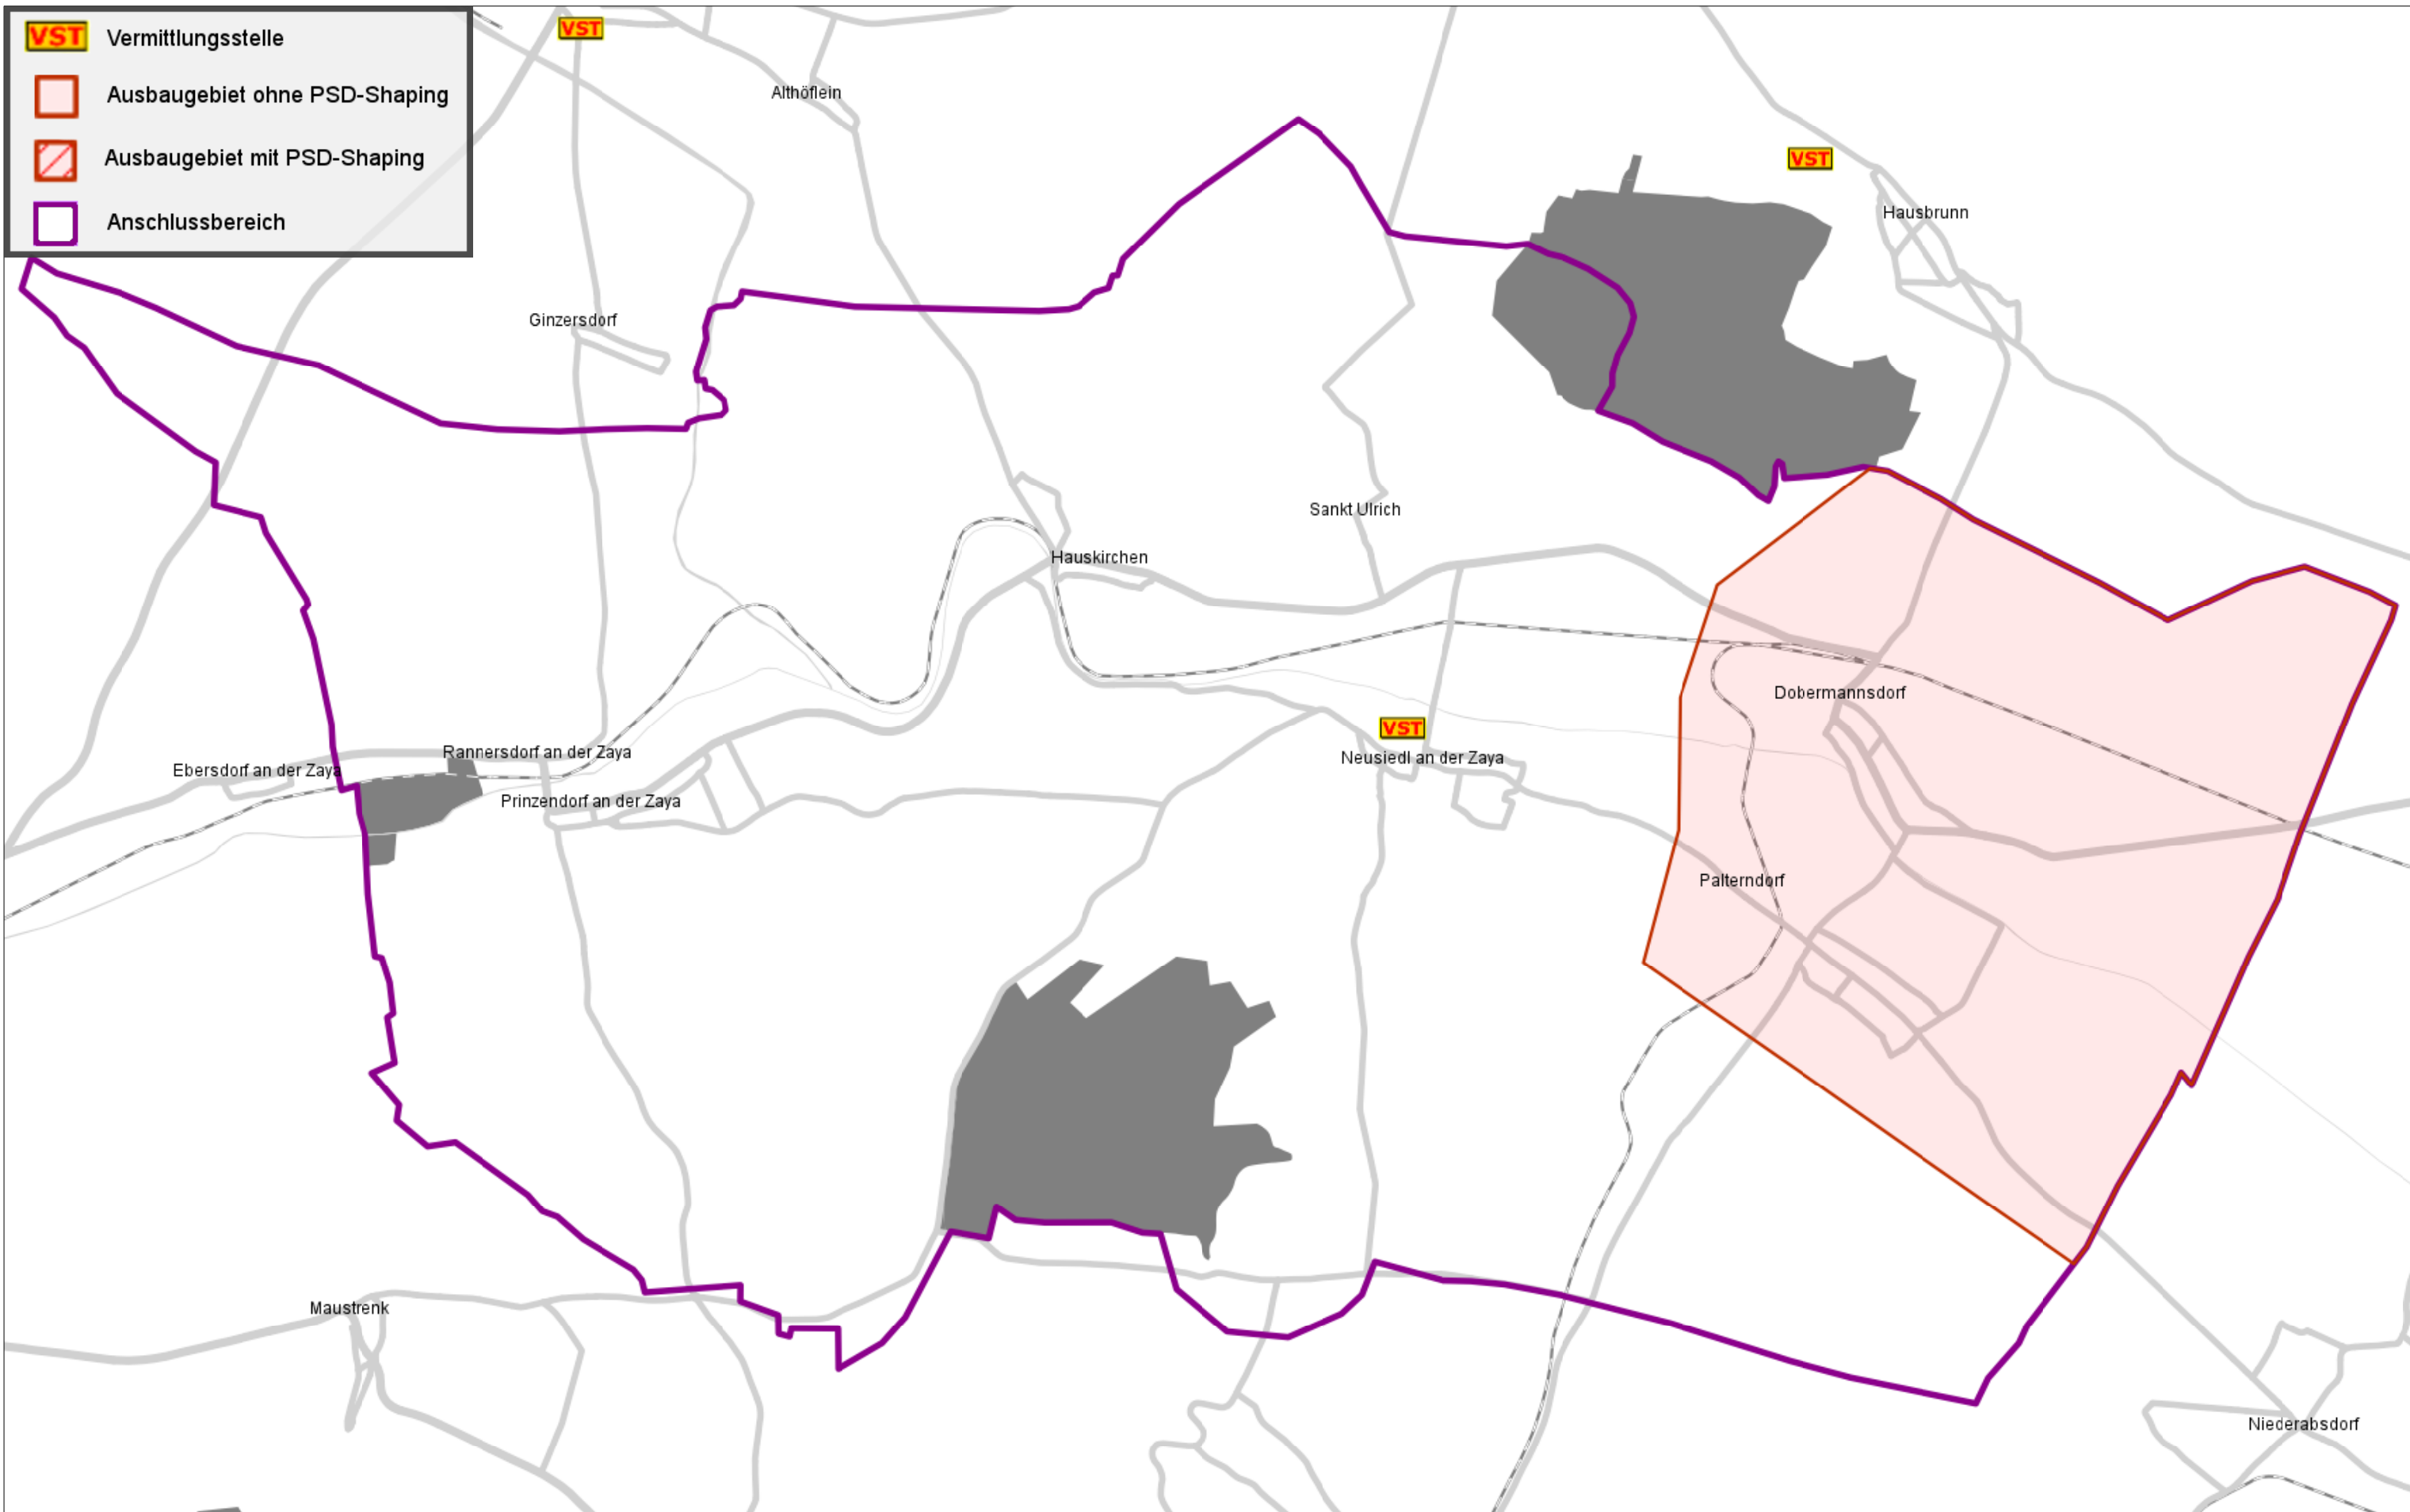 VST Vermittlungsstelle
Ausbaugebiet ohne PSD-Shaping
Ausbaugebiet mit PSD-Shaping
Anschlussbereich
VST
Althöflein
VST
Hausbrunn
Ginzersdorf
Sankt Ulrich
Hauskirchen
Dobermannsdorf
VST
Rannersdorf an der Zaya
Neusiedl an der Zaya
Ebersdorf an der Zaya
Prinzendorf an der Zaya
Palterndorf
Maustrenk
Niederabsdorf